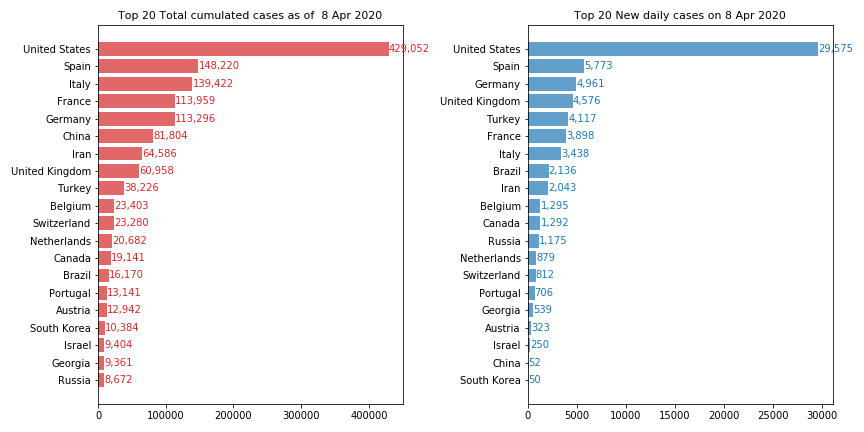 Top 20 Total cumulated cases as of  8 Apr 2020
United States 429,052
Spain 148,220
Italy 139,422
France 113,959
Germany 113,296
China 81,804
Iran 64,586
United Kingdom 60,958
Turkey 38,226
Belgium 23,403
Switzerland 23,280
Netherlands 20,682
Canada 19,141
Brazil 16,170
Portugal 13,141
Austria 12,942
South Korea 10,384
Israel 9,404
Georgia 9,361
Russia 8,672
0 100000 200000 300000 400000
Top 20 New daily cases on 8 Apr 2020
United States 29,575
Spain 5,773
Germany 4,961
United Kingdom 4,576
Turkey 4,117
France 3,898
Italy 3,438
Brazil 2,136
Iran 2,043
Belgium 1,295
Canada 1,292
Russia 1,175
Netherlands 879
Switzerland 812
Portugal 706
Georgia 539
Austria 323
Israel 250
China 52
South Korea 50
0 5000 10000 15000 20000 25000 30000